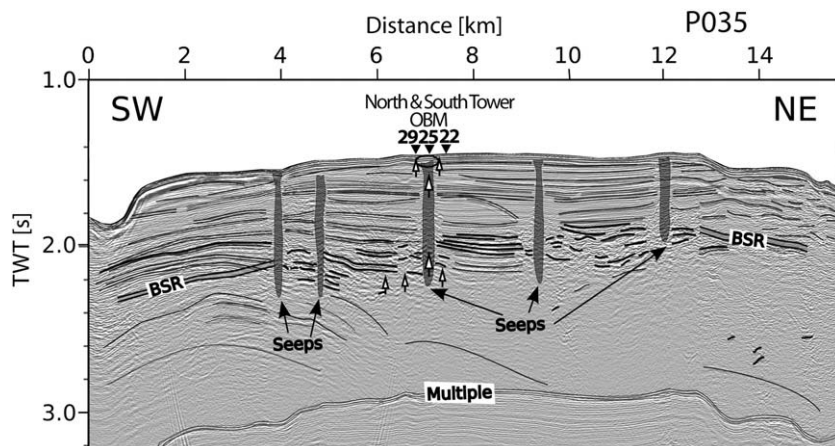 Distance [km]
P035
0 2 4 6 8 10 12 14
1.0
SW
North & South Tower
NE
OBM
29 25 22
TWT [s]
2.0
BSR
BSR
Seeps
Seeps
Multiple
3.0